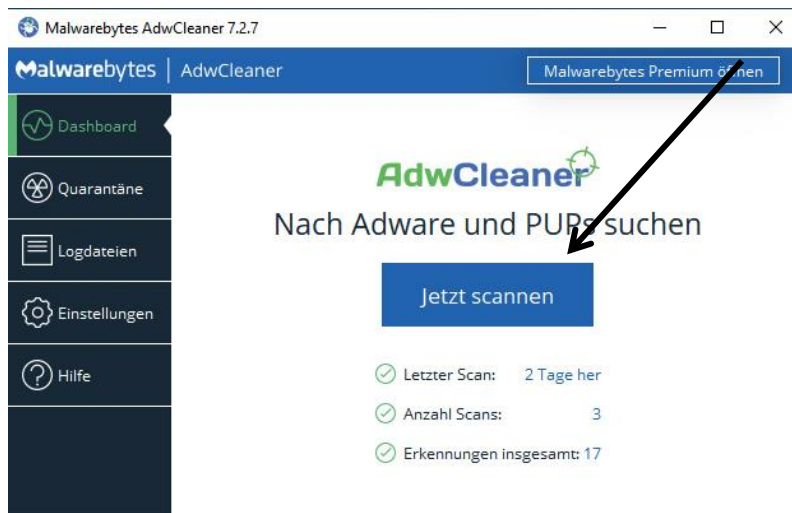 Malwarebytes AdwCleaner 7.2.7
Malwarebytes | AdwCleaner
Malwarebytes Premium öffnen
Dashboard
Quarantäne
Logdateien
Einstellungen
Hilfe
AdwCleaner
Nach Adware und PUPs suchen
Jetzt scannen
Letzter Scan: 2 Tage her
Anzahl Scans: 3
Erkennungen insgesamt: 17